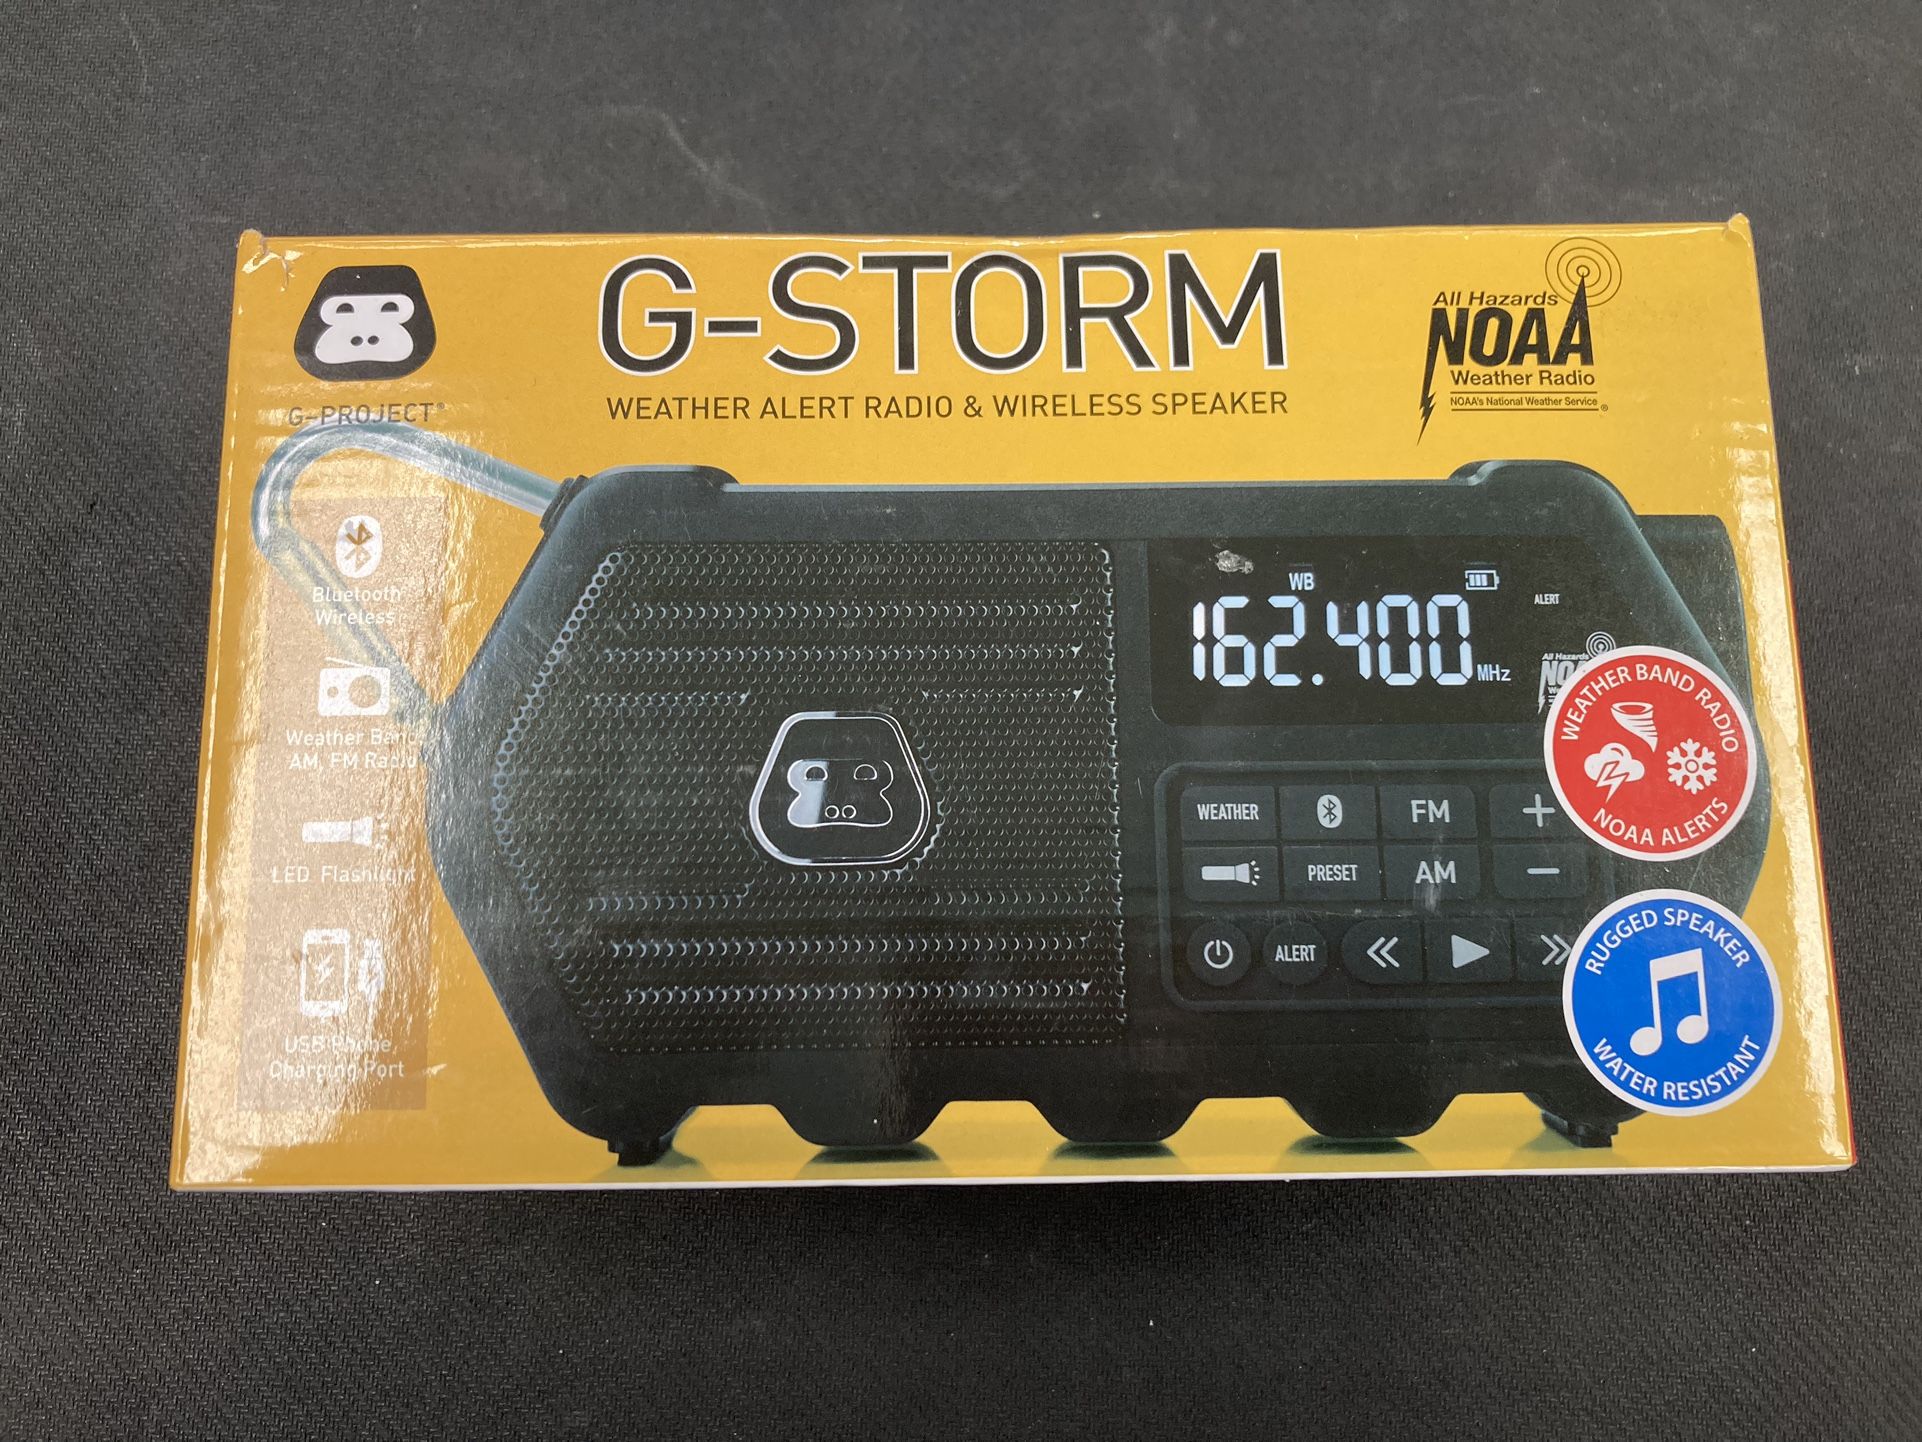 G-PROJECT®
G-STORM
WEATHER ALERT RADIO & WIRELESS SPEAKER
All Hazards
NOAA
Weather Radio
NOAA's National Weather Service ®
Bluetooth®
Wireless
Weather Band
AM, FM Radio
LED Flashlight
USB Phone
Charging Port
WB
162.400
MHz
ALERT
All Hazards
WEATHER
FM
+
PRESET
AM
−
ALERT
WEATHER BAND RADIO
NOAA ALERTS
RUGGED SPEAKER
WATER RESISTANT